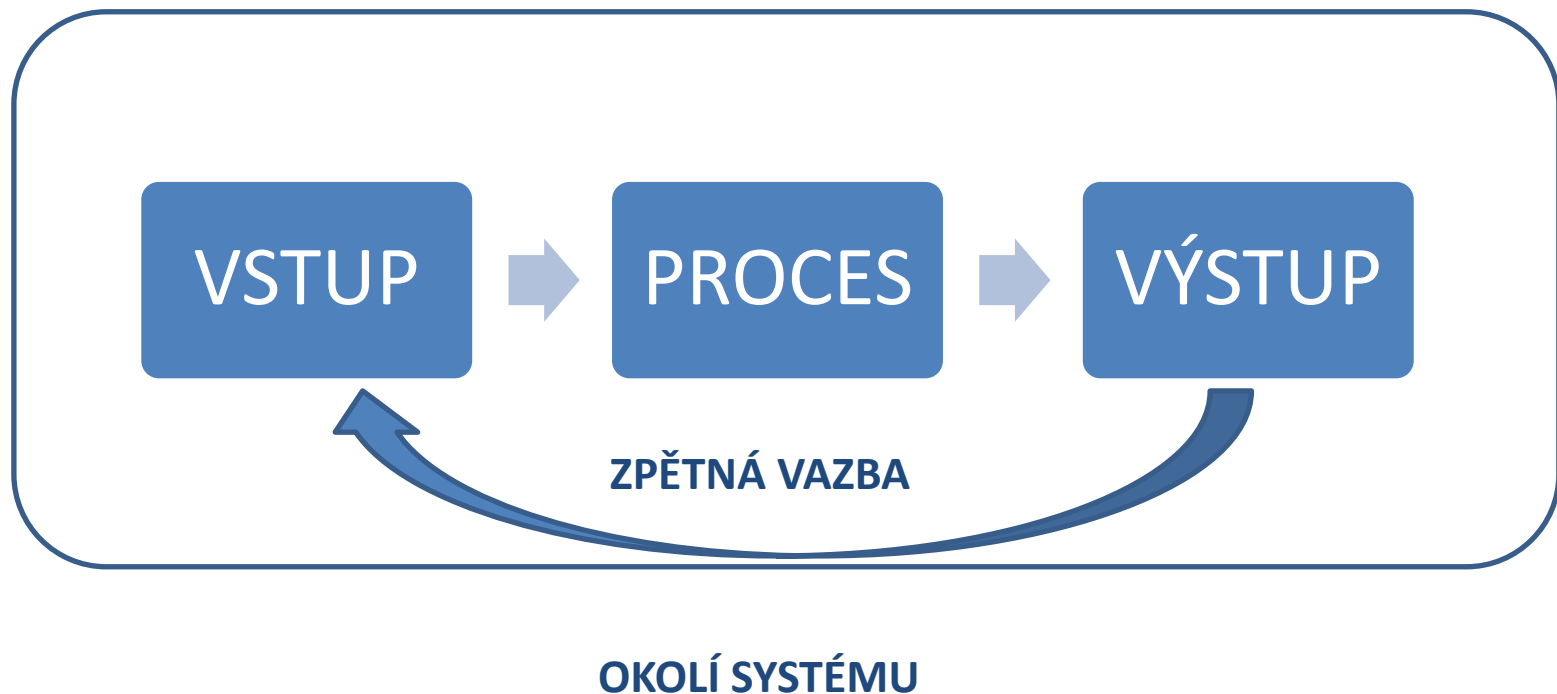 VSTUP
PROCES
VÝSTUP
ZPĚTNÁ VAZBA
OKOLÍ SYSTÉMU